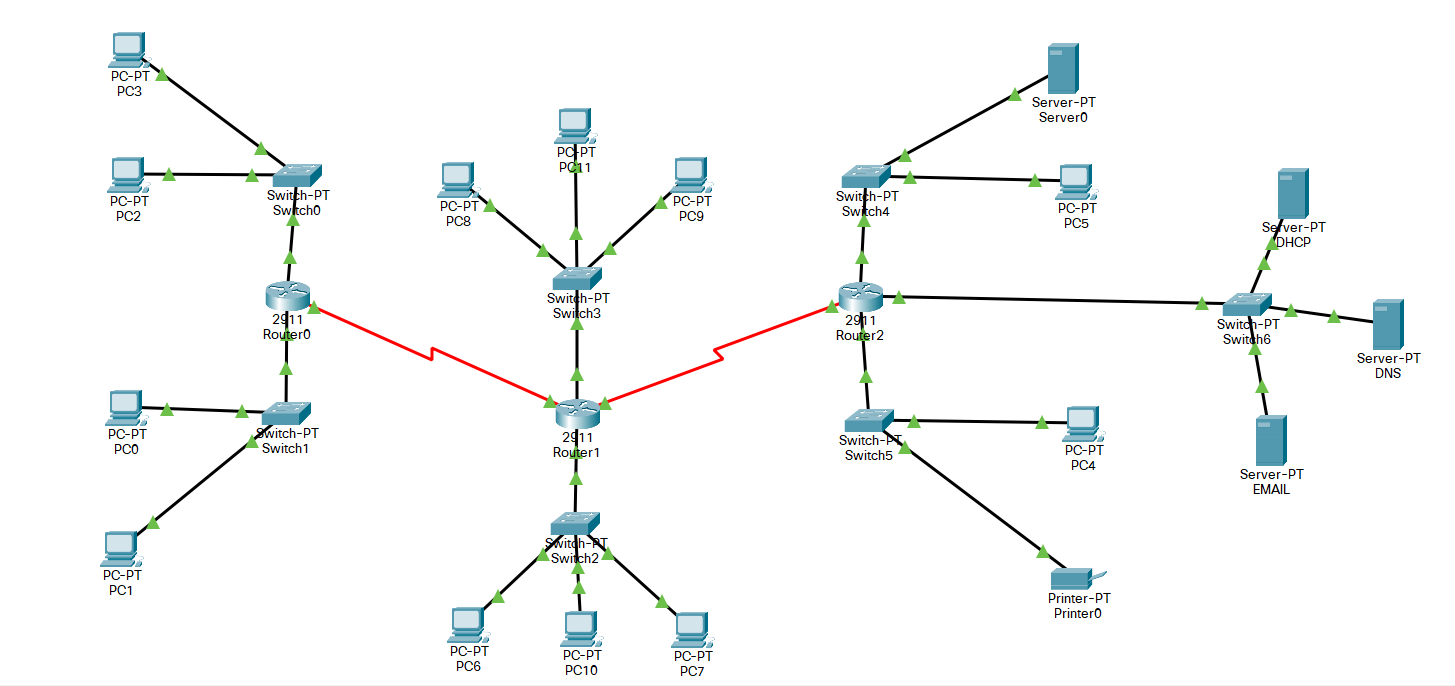 PC-PT
PC3
PC-PT
PC2
Switch-PT
Switch0
2911
Router0
PC-PT
PC0
Switch-PT
Switch1
PC-PT
PC1
PC-PT
PC11
PC-PT
PC8
PC-PT
PC9
Switch-PT
Switch3
2911
Router1
Switch-PT
Switch2
PC-PT
PC6
PC-PT
PC10
PC-PT
PC7
Server-PT
Server0
Switch-PT
Switch4
PC-PT
PC5
2911
Router2
Server-PT
DHCP
Switch-PT
Switch6
Server-PT
DNS
Server-PT
EMAIL
Switch-PT
Switch5
PC-PT
PC4
Printer-PT
Printer0